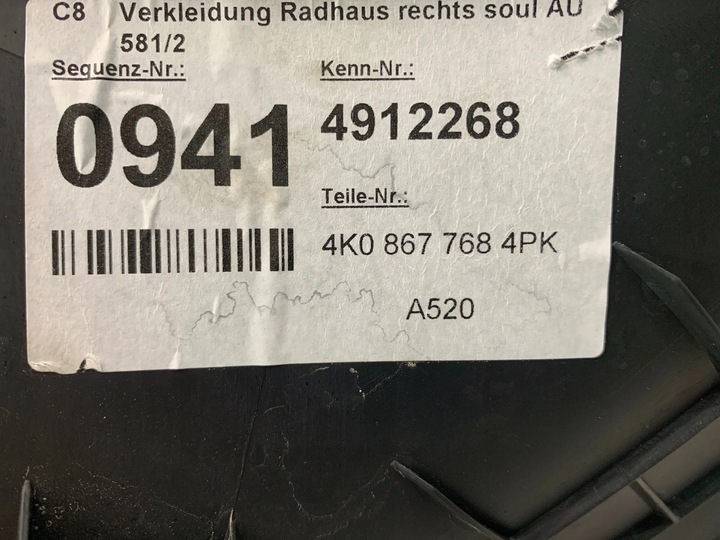 C8 Verkleidung Radhaus rechts soul AU
581/2
Sequenz-Nr.: Kenn-Nr.:
0941 4912268
Teile-Nr.:
4K0 867 768 4PK
A520